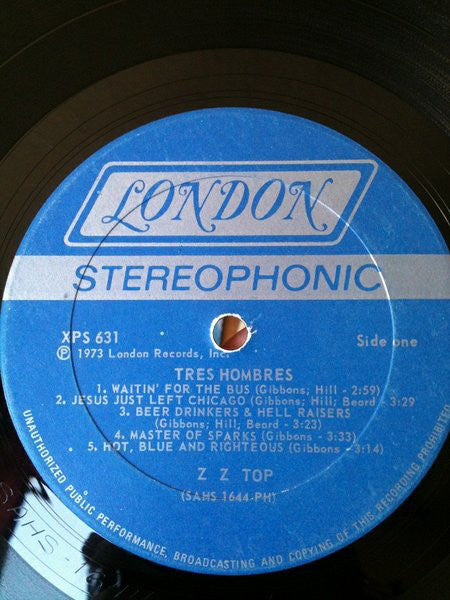 LONDON
STEREOPHONIC
XPS 631
Side one
Ⓟ 1973 London Records, Inc.
TRES HOMBRES
1. WAITIN' FOR THE BUS (Gibbons; Hill - 2:59)
2. JESUS JUST LEFT CHICAGO (Gibbons; Hill; Beard - 3:29
3. BEER DRINKERS & HELL RAISERS
(Gibbons; Hill; Beard - 3:23)
4. MASTER OF SPARKS (Gibbons - 3:33)
5. HOT, BLUE AND RIGHTEOUS (Gibbons - 3:14)
Z Z TOP
(SAHS 1644-PH)
UNAUTHORIZED PUBLIC PERFORMANCE, BROADCASTING AND COPYING OF THIS RECORDING PROHIBITED